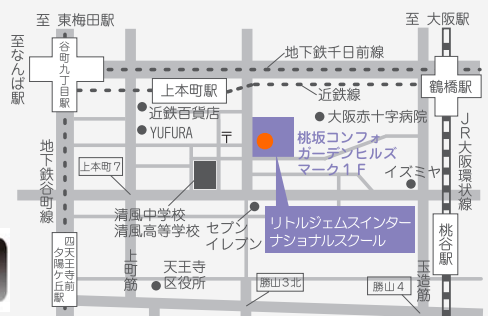 至 東梅田駅
至 大阪駅
至なんば駅
谷町九丁目駅
地下鉄千日前線
上本町駅
近鉄線
鶴橋駅
近鉄百貨店
YUFURA
〒
大阪赤十字病院
桃坂コンフォ
ガーデンヒルズ
マーク1F
イズミヤ
JR大阪環状線
地下鉄谷町線
上本町7
清風中学校
清風高等学校
セブン
イレブン
リトルジェムスインター
ナショナルスクール
桃谷駅
四天王寺前
夕陽ケ丘駅
上町筋
天王寺
区役所
勝山3北
勝山4
玉造筋